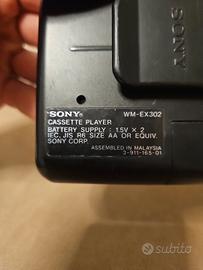 SONY
SONY. WM-EX302
CASSETTE PLAYER
BATTERY SUPPLY : 1.5V × 2
IEC, JIS R6 SIZE AA OR EQUIV.
SONY CORP.
ASSEMBLED IN MALAYSIA
3-911-165-01
subito